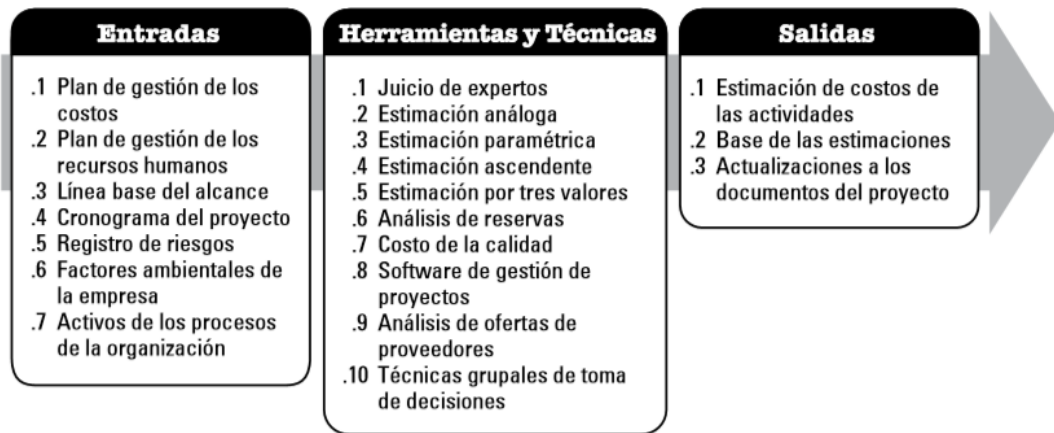 Entradas
.1 Plan de gestión de los
costos
.2 Plan de gestión de los
recursos humanos
.3 Línea base del alcance
.4 Cronograma del proyecto
.5 Registro de riesgos
.6 Factores ambientales de
la empresa
.7 Activos de los procesos
de la organización
Herramientas y Técnicas
.1 Juicio de expertos
.2 Estimación análoga
.3 Estimación paramétrica
.4 Estimación ascendente
.5 Estimación por tres valores
.6 Análisis de reservas
.7 Costo de la calidad
.8 Software de gestión de
proyectos
.9 Análisis de ofertas de
proveedores
.10 Técnicas grupales de toma
de decisiones
Salidas
.1 Estimación de costos de
las actividades
.2 Base de las estimaciones
.3 Actualizaciones a los
documentos del proyecto